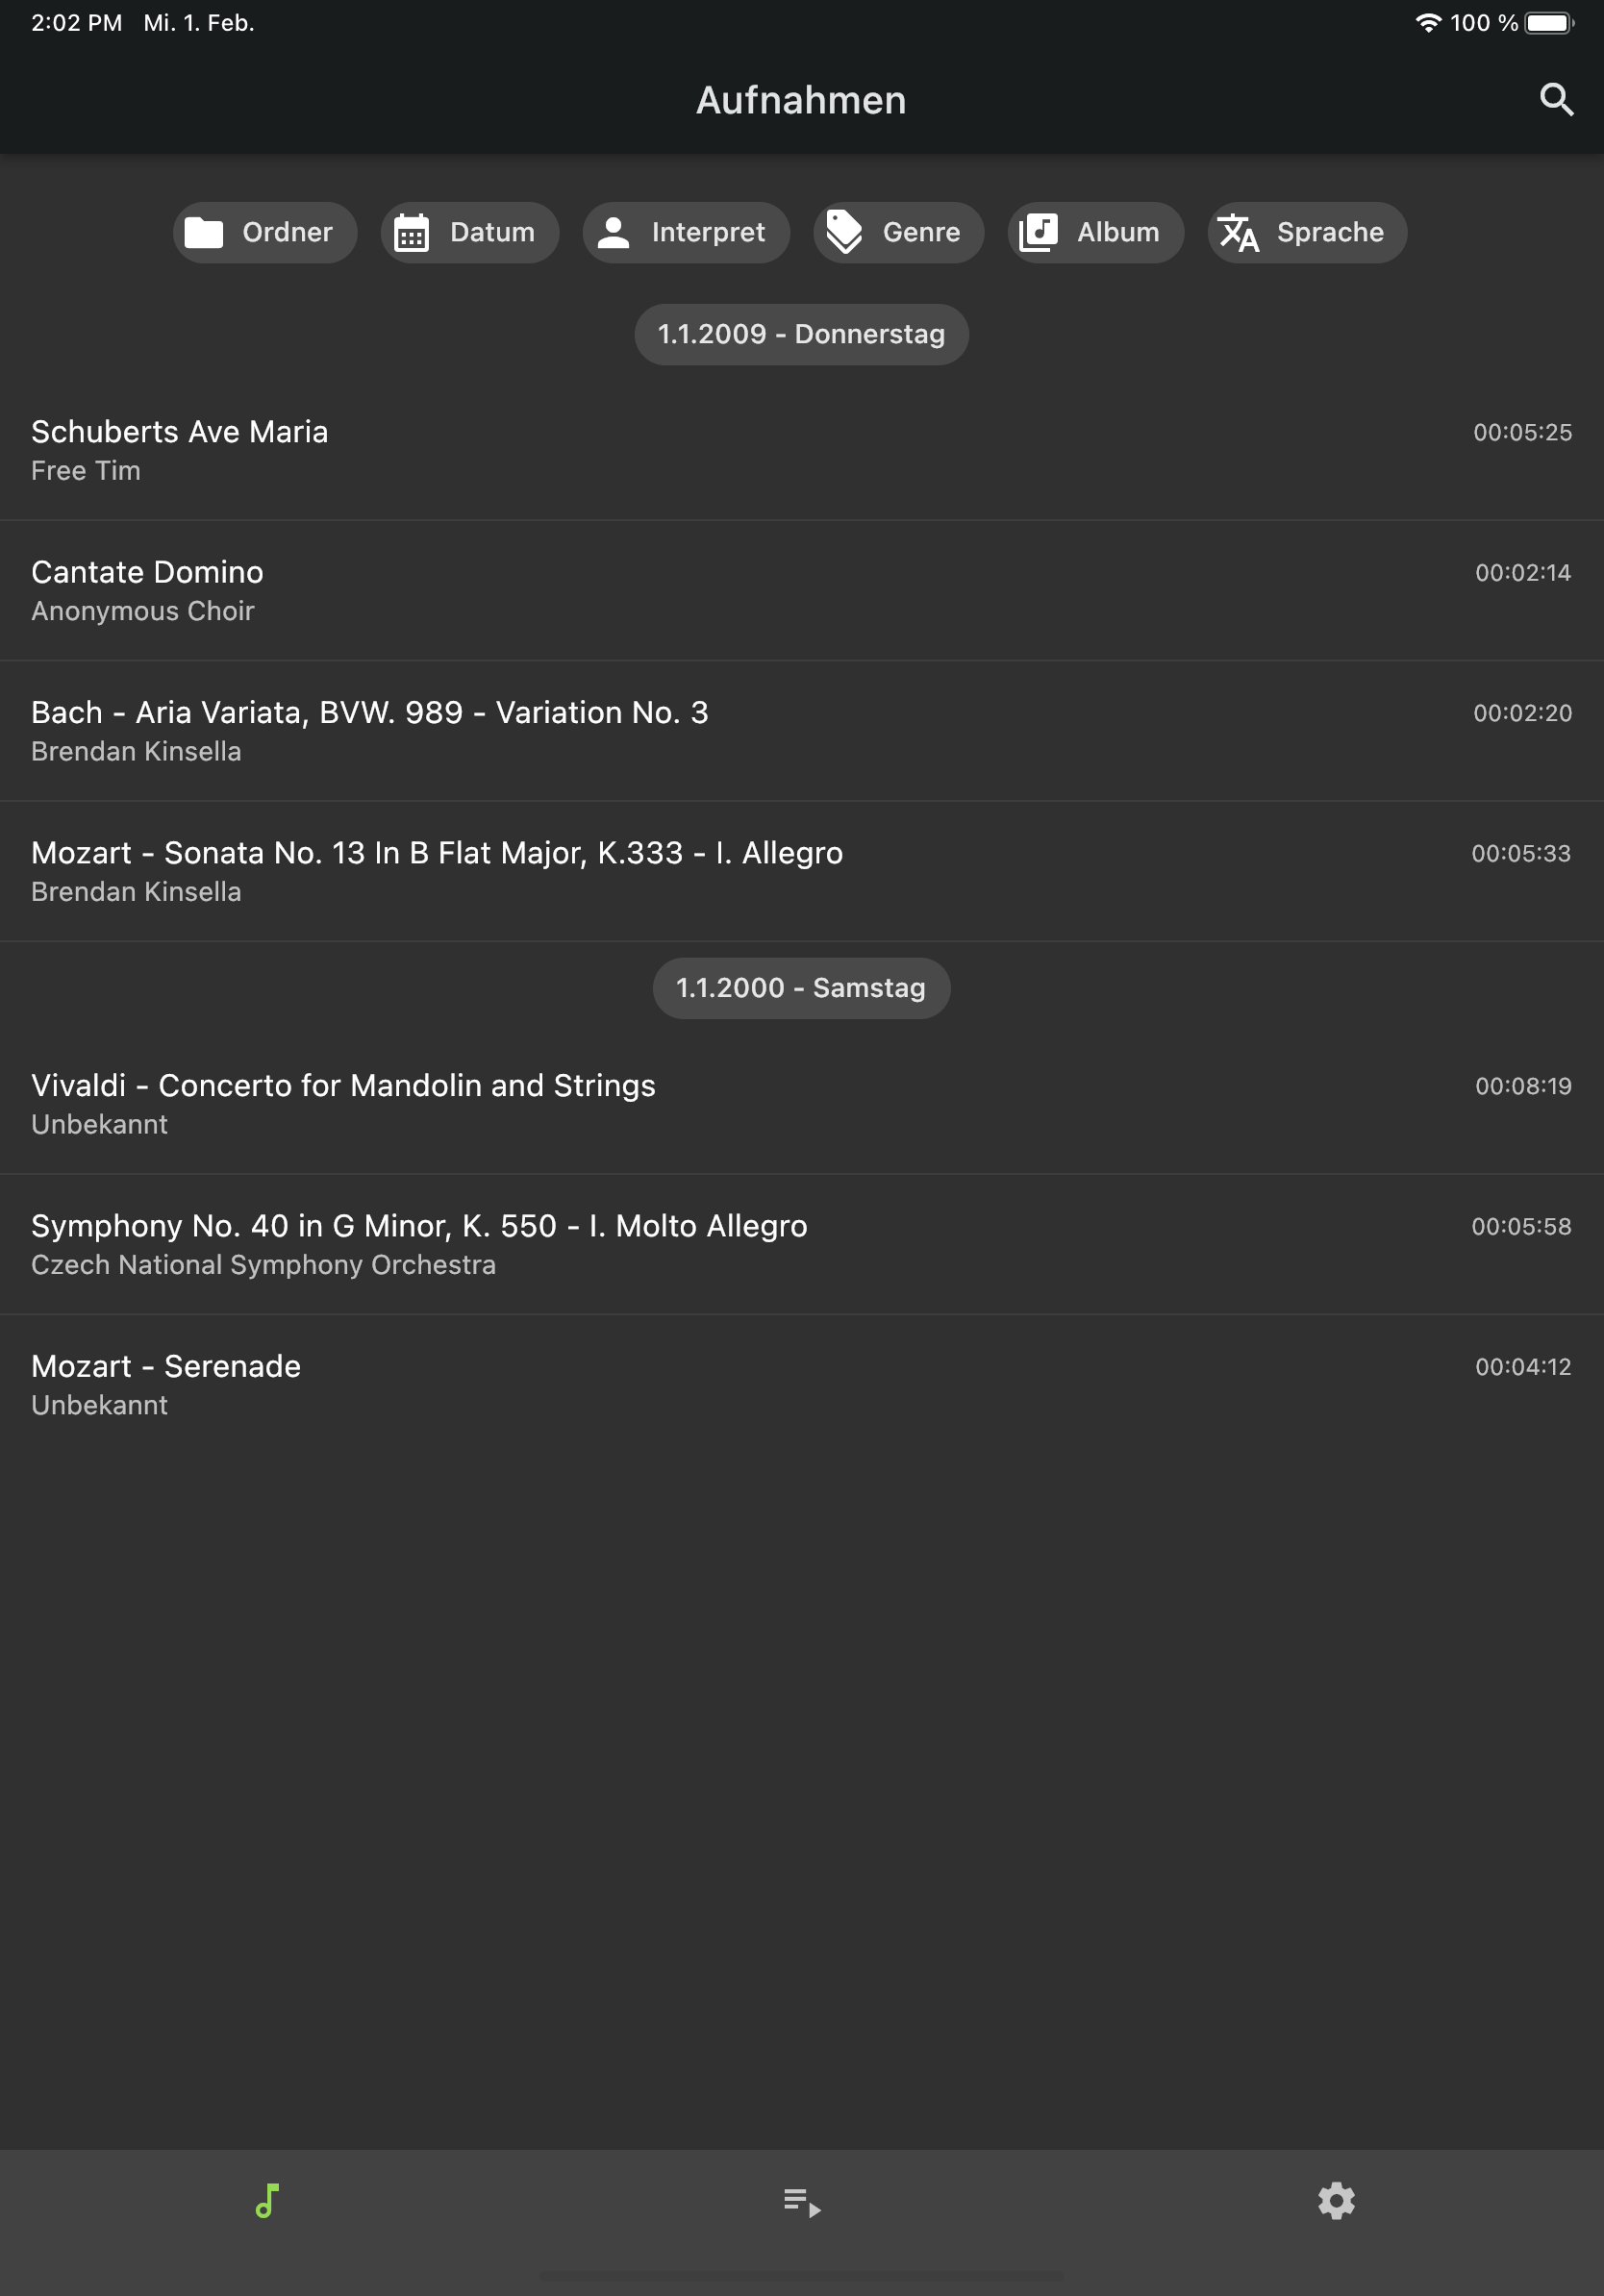 2:02 PM Mi. 1. Feb. 100 %
Aufnahmen
Ordner Datum Interpret Genre Album Sprache
1.1.2009 - Donnerstag
Schuberts Ave Maria 00:05:25
Free Tim
Cantate Domino 00:02:14
Anonymous Choir
Bach - Aria Variata, BVW. 989 - Variation No. 3 00:02:20
Brendan Kinsella
Mozart - Sonata No. 13 In B Flat Major, K.333 - I. Allegro 00:05:33
Brendan Kinsella
1.1.2000 - Samstag
Vivaldi - Concerto for Mandolin and Strings 00:08:19
Unbekannt
Symphony No. 40 in G Minor, K. 550 - I. Molto Allegro 00:05:58
Czech National Symphony Orchestra
Mozart - Serenade 00:04:12
Unbekannt